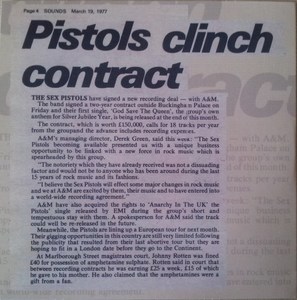 Page 4 SOUNDS March 19, 1977
Pistols clinch
contract
THE SEX PISTOLS have signed a new recording deal — with A&M.
The band signed a two-year contract outside Buckingham Palace on
Friday and their first single, 'God Save The Queen', the group's own
anthem for Silver Jubilee Year, is being released at the end of this month.
The contract, which is worth £150,000, calls for 18 tracks per year
from the group and the advance includes recording expenses.
A&M's managing director, Derek Green, said this week: "The Sex
Pistols becoming available presented us with a unique business
opportunity to be linked with a new force in rock music which is
spearheaded by this group.
"The notoriety which they have already received was not a dissuading
factor and would not be to anyone who has been around during the last
15 years of rock music and its fashions.
"I believe the Sex Pistols will effect some major changes in rock music
and we at A&M are excited by them, their music and to have entered into
a world-wide recording agreement."
A&M have also acquired the rights to 'Anarchy In The UK' the
Pistols' single released by EMI during the group's short and
tempestuous stay with them. A spokesperson for A&M said the track
could well be re-released in the future.
Meanwhile, the Pistols are lining up a European tour for next month.
Their gigging opportunities in this country are still very limited following
the publicity that resulted from their last abortive tour but they are
hoping to fit in a London date before they go to the Continent.
At Marlborough Street magistrates court, Johnny Rotten was fined
£40 for possession of amphetamine sulphate. Rotten said in court that
between recording contracts he was earning £25 a week, £15 of which
he gave to his mother. He also claimed that the amphetamines were a
gift from a fan.